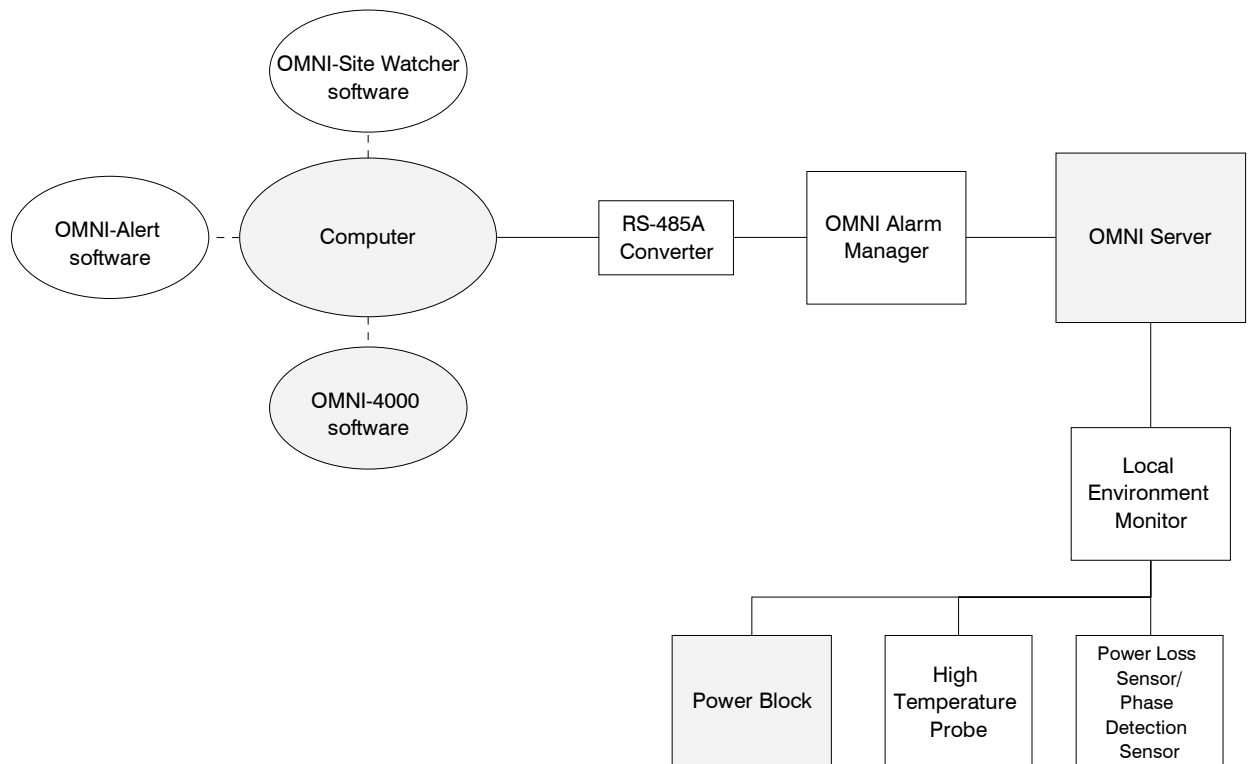 OMNI-Site Watcher
software
OMNI-Alert
software
Computer
RS-485A
Converter
OMNI Alarm
Manager
OMNI Server
OMNI-4000
software
Local
Environment
Monitor
Power Block
High
Temperature
Probe
Power Loss
Sensor/
Phase
Detection
Sensor